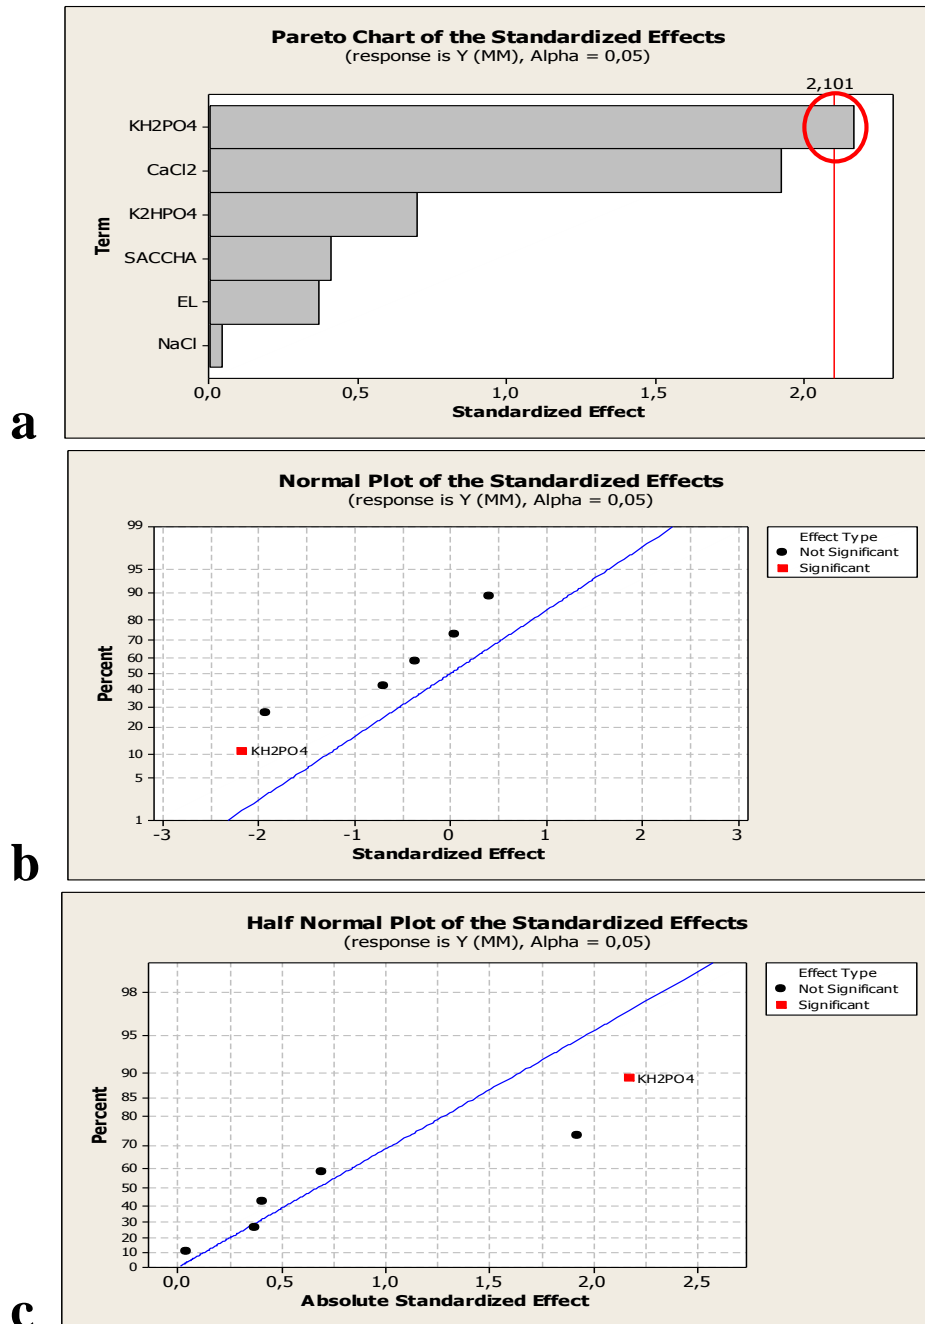 Pareto Chart of the Standardized Effects
(response is Y (MM), Alpha = 0,05)
2,101
KH2PO4
CaCl2
K2HPO4
SACCHA
EL
NaCl
Term
0,0 0,5 1,0 1,5 2,0
Standardized Effect
a
Normal Plot of the Standardized Effects
(response is Y (MM), Alpha = 0,05)
99
95
90
80
70
60
50
40
30
20
10
5
1
Percent
KH2PO4
-3 -2 -1 0 1 2 3
Standardized Effect
Effect Type
Not Significant
Significant
b
Half Normal Plot of the Standardized Effects
(response is Y (MM), Alpha = 0,05)
98
95
90
85
80
70
60
50
40
30
20
10
0
Percent
KH2PO4
0,0 0,5 1,0 1,5 2,0 2,5
Absolute Standardized Effect
Effect Type
Not Significant
Significant
c